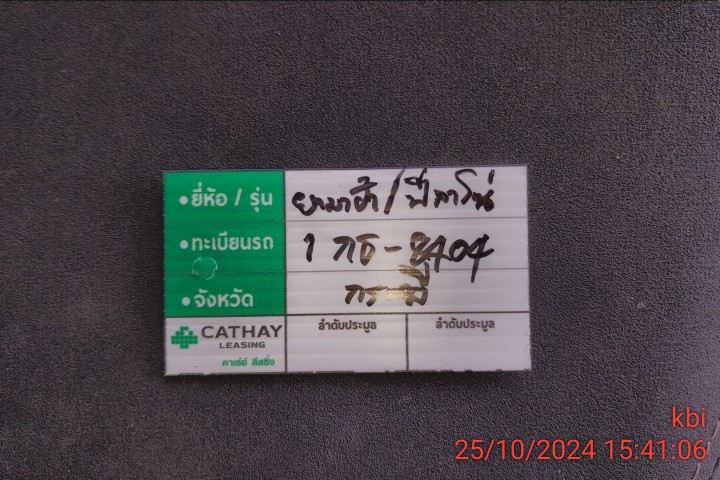 •ยี่ห้อ / รุ่น ยามาฮ่า / ฟีลาโน่
•ทะเบียนรถ 1 กธ - 8404
•จังหวัด กระบี่
CATHAY
LEASING
คาเธ่ย์ ลีสซิ่ง
ลำดับประมูล ลำดับประมูล
kbi
25/10/2024 15:41:06